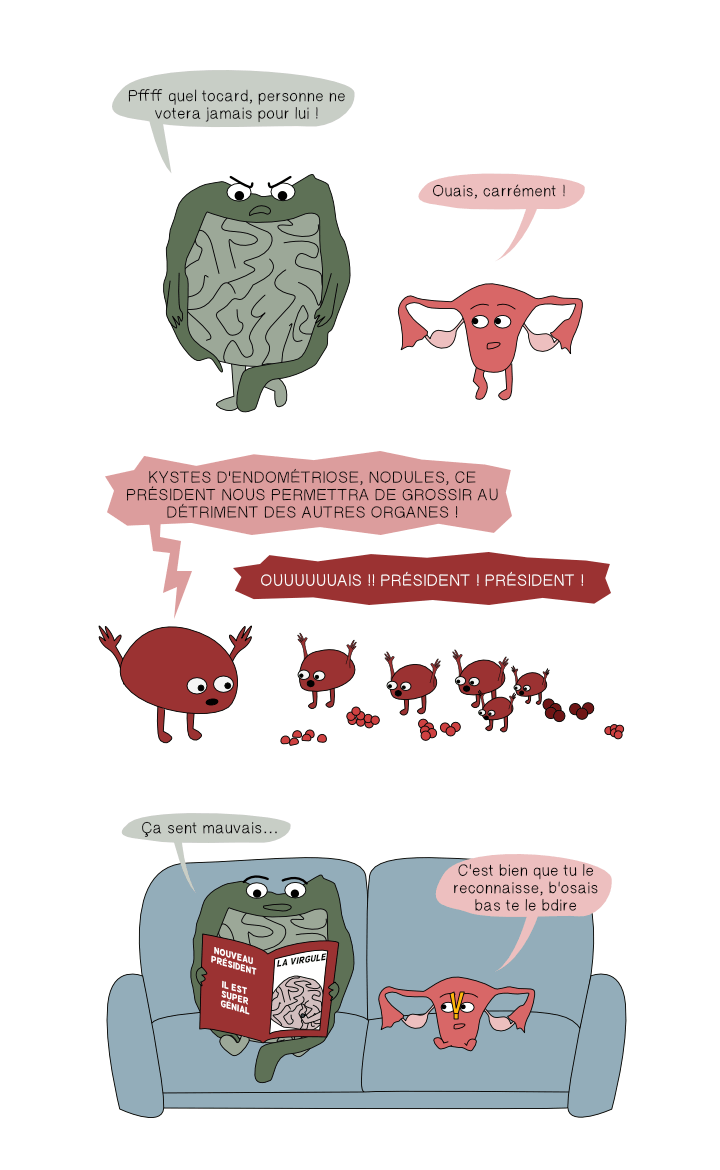 Pffff quel tocard, personne ne
votera jamais pour lui !
Ouais, carrément !
KYSTES D'ENDOMÉTRIOSE, NODULES, CE
PRÉSIDENT NOUS PERMETTRA DE GROSSIR AU
DÉTRIMENT DES AUTRES ORGANES !
OUUUUUUAIS !! PRÉSIDENT ! PRÉSIDENT !
Ça sent mauvais...
C'est bien que tu le
reconnaisse, b'osais
bas te le bdire
NOUVEAU
PRÉSIDENT
IL EST
SUPER
GÉNIAL
LA VIRGULE